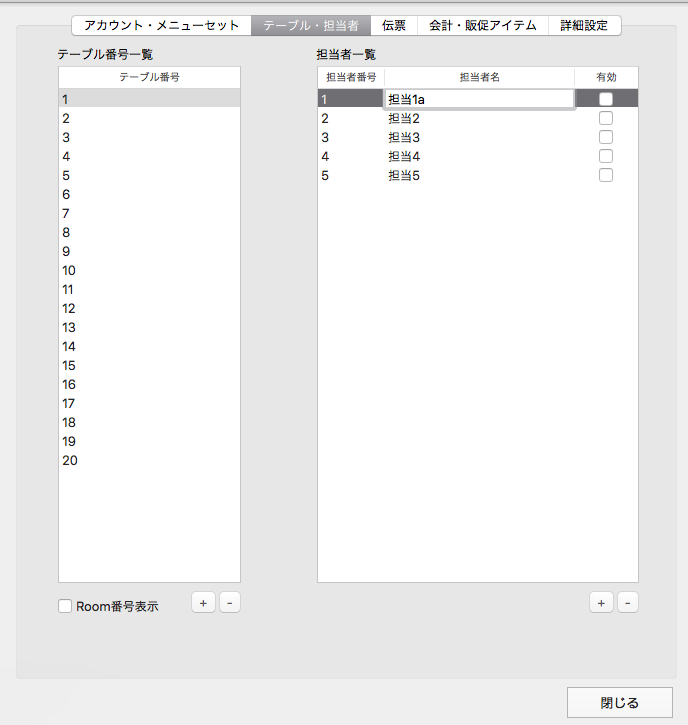 アカウント・メニューセット テーブル・担当者 伝票 会計・販促アイテム 詳細設定
テーブル番号一覧
テーブル番号
1
2
3
4
5
6
7
8
9
10
11
12
13
14
15
16
17
18
19
20
Room番号表示 + -
担当者一覧
担当者番号 担当者名 有効
1 担当1a
2 担当2
3 担当3
4 担当4
5 担当5
+ -
閉じる